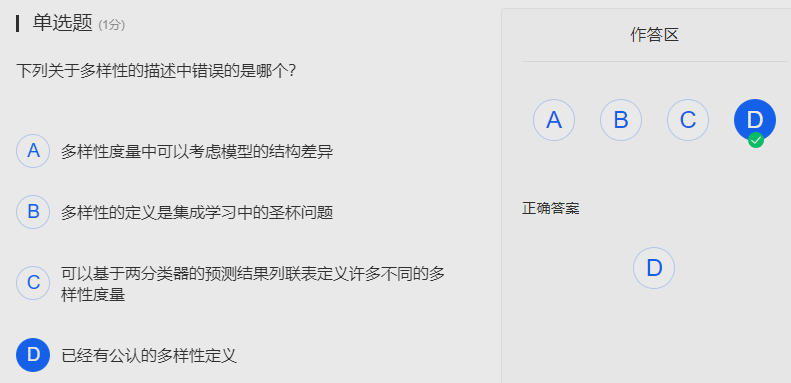 单选题 (1分)
下列关于多样性的描述中错误的是哪个？
A 多样性度量中可以考虑模型的结构差异
B 多样性的定义是集成学习中的圣杯问题
C 可以基于两分类器的预测结果列联表定义许多不同的多
样性度量
D 已经有公认的多样性定义
作答区
A B C D
正确答案
D